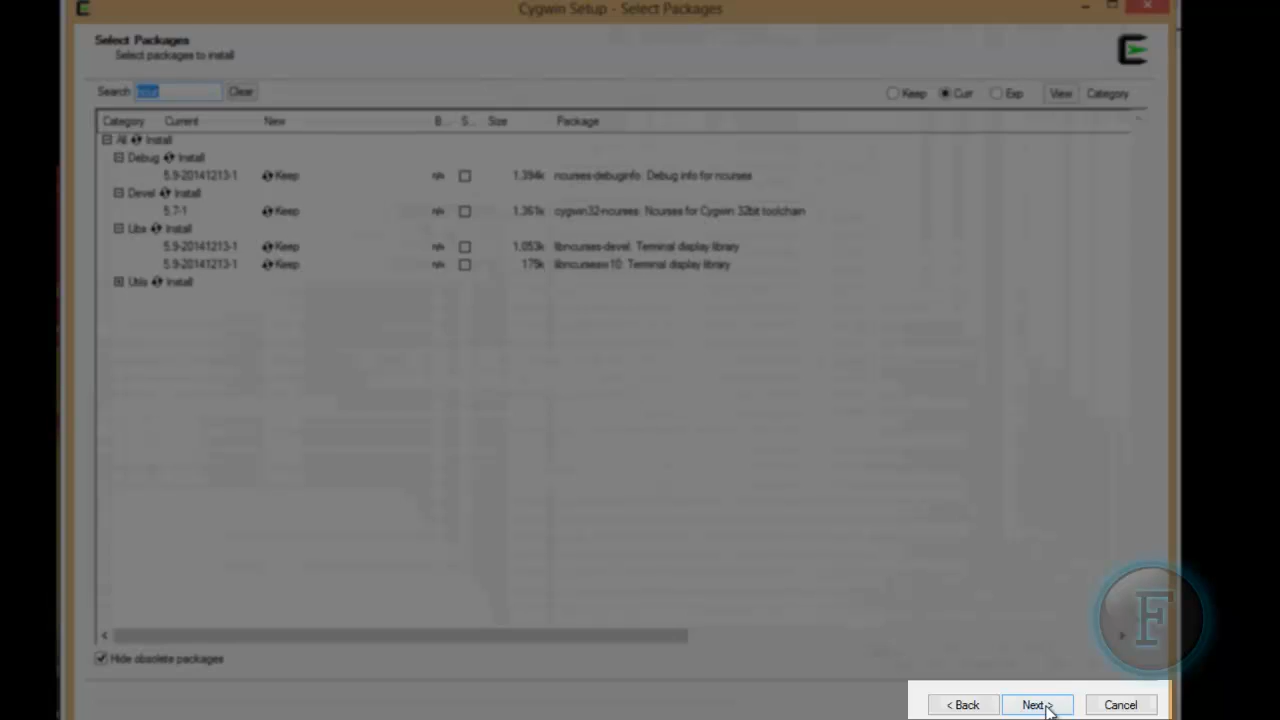 Cygwin Setup - Select Packages
Select Packages
Select packages to install
Search Clear Keep Curr Exp View Category
Category Current New B... S... Size Package
All Install
Debug Install
5.9-20141213-1 Keep n/a 1,394k ncurses-debuginfo: Debug info for ncurses
Devel Install
5.7-1 Keep n/a 1,361k cygwin32-ncurses: Ncurses for Cygwin 32bit toolchain
Libs Install
5.9-20141213-1 Keep n/a 1,053k libncurses-devel: Terminal display library
5.9-20141213-1 Keep n/a 179k libncursesw10: Terminal display library
Utils Install
Hide obsolete packages
F
< Back Next > Cancel